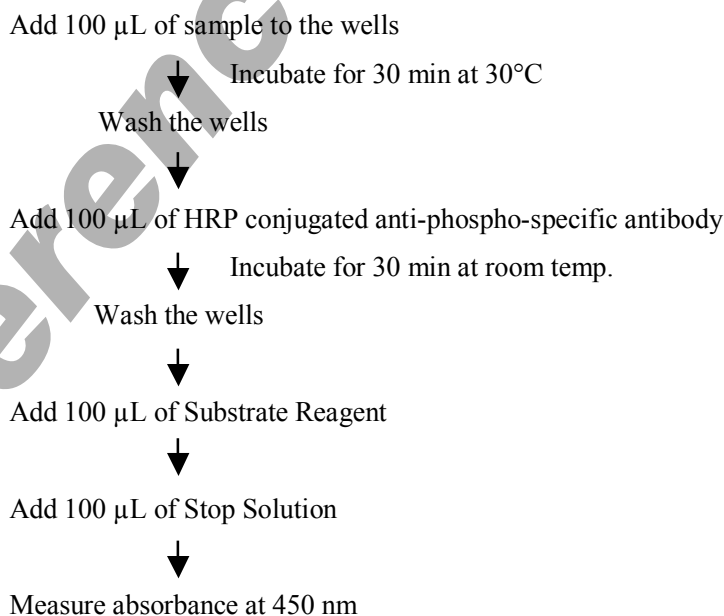 Add 100 µL of sample to the wells
Incubate for 30 min at 30°C
Wash the wells
Add 100 µL of HRP conjugated anti-phospho-specific antibody
Incubate for 30 min at room temp.
Wash the wells
Add 100 µL of Substrate Reagent
Add 100 µL of Stop Solution
Measure absorbance at 450 nm